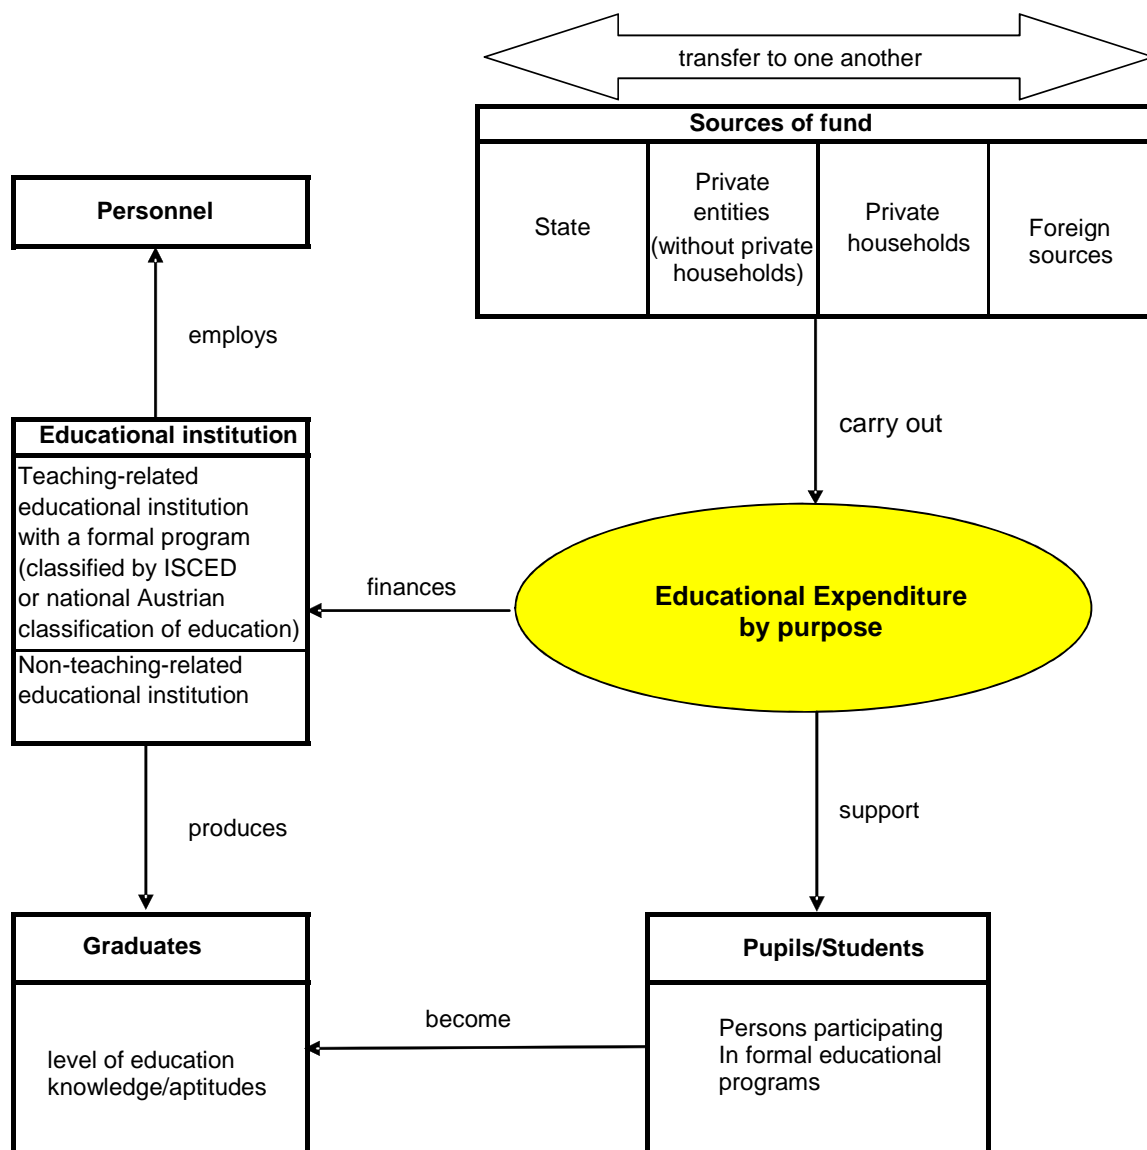 transfer to one another
Sources of fund
State
Private
entities
(without private
households)
Private
households
Foreign
sources
Personnel
employs
carry out
Educational institution
Teaching-related
educational institution
with a formal program
(classified by ISCED
or national Austrian
classification of education)
Non-teaching-related
educational institution
finances
Educational Expenditure
by purpose
produces
support
Graduates
level of education
knowledge/aptitudes
become
Pupils/Students
Persons participating
In formal educational
programs